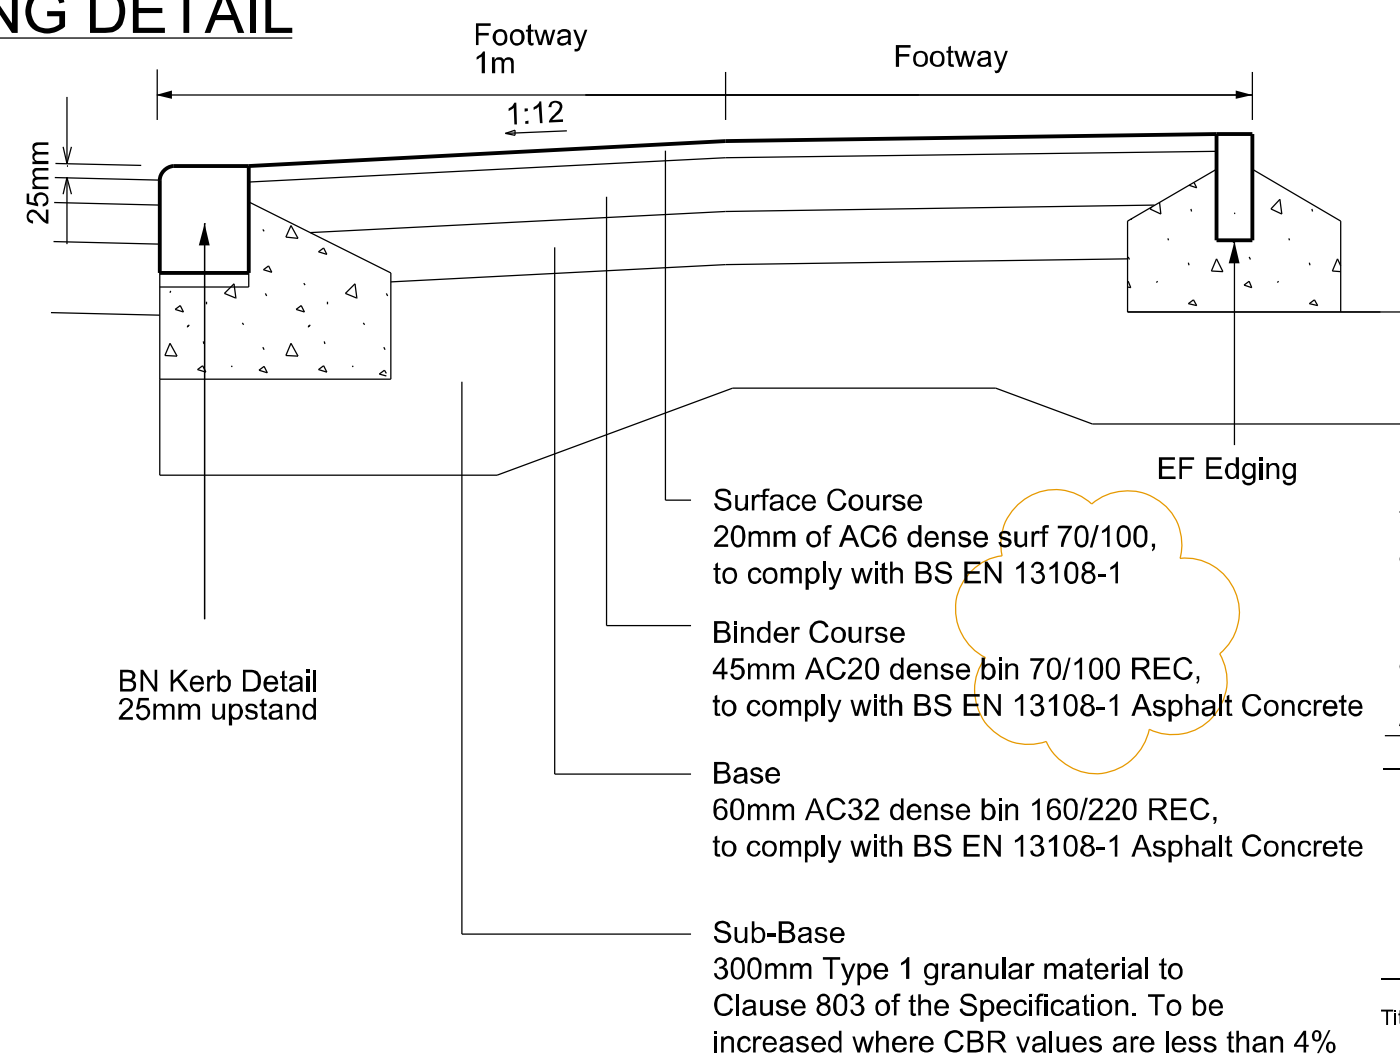 NG DETAIL
Footway
1m
Footway
1:12
25mm
EF Edging
Surface Course
20mm of AC6 dense surf 70/100,
to comply with BS EN 13108-1
Binder Course
45mm AC20 dense bin 70/100 REC,
to comply with BS EN 13108-1 Asphalt Concrete
BN Kerb Detail
25mm upstand
Base
60mm AC32 dense bin 160/220 REC,
to comply with BS EN 13108-1 Asphalt Concrete
Sub-Base
300mm Type 1 granular material to
Clause 803 of the Specification. To be
increased where CBR values are less than 4%